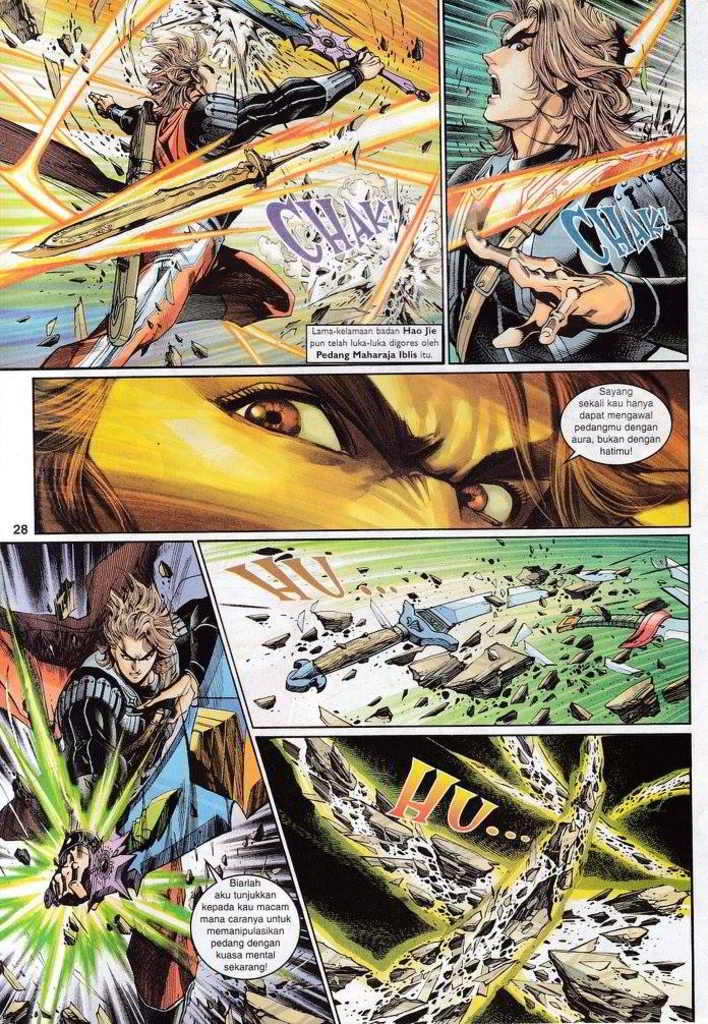 CHAK!
CHAK!
Lama-kelamaan badan Hao Jie
pun telah luka-luka digores oleh
Pedang Maharaja Iblis itu.
Sayang
sekali kau hanya
dapat mengawal
pedangmu dengan
aura, bukan dengan
hatimu!
28
HU...
HU...
Biarlah
aku tunjukkan
kepada kau macam
mana caranya untuk
memanipulasikan
pedang dengan
kuasa mental
sekarang!